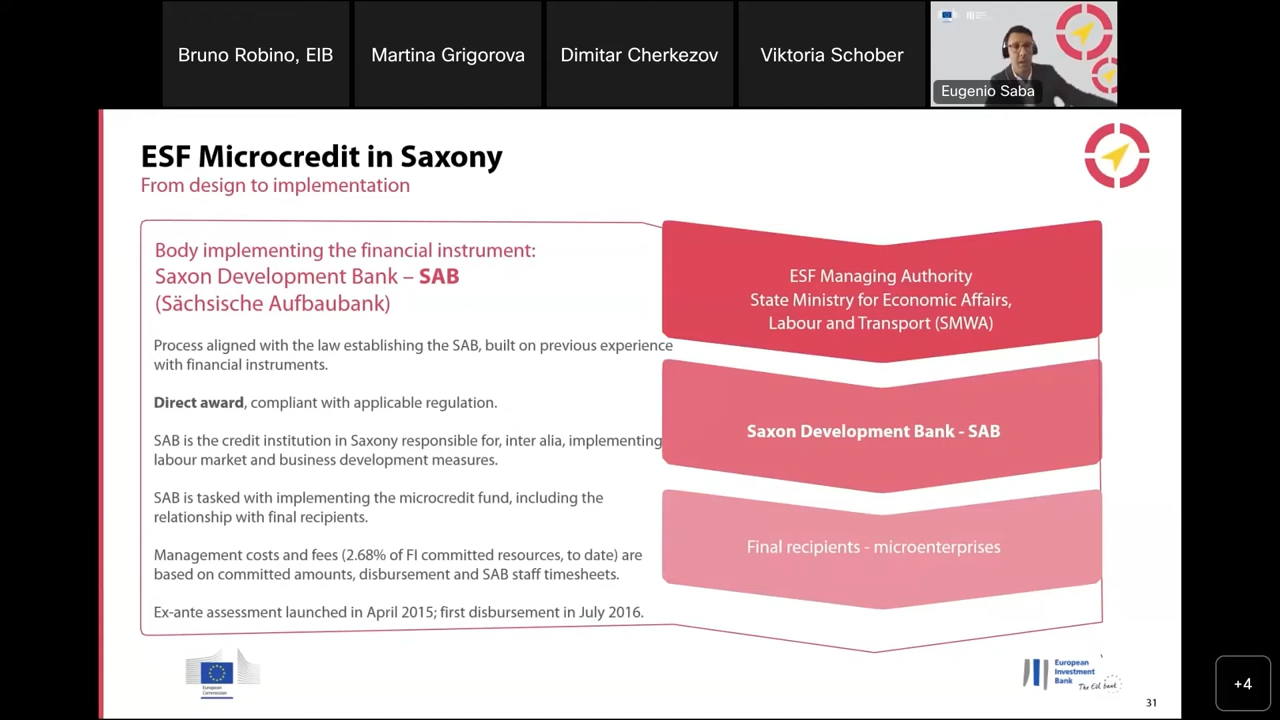 Bruno Robino, EIB
Martina Grigorova
Dimitar Cherkezov
Viktoria Schober
Eugenio Saba
ESF Microcredit in Saxony
From design to implementation
Body implementing the financial instrument:
Saxon Development Bank – SAB
(Sächsische Aufbaubank)
Process aligned with the law establishing the SAB, built on previous experience
with financial instruments.
Direct award, compliant with applicable regulation.
SAB is the credit institution in Saxony responsible for, inter alia, implementing
labour market and business development measures.
SAB is tasked with implementing the microcredit fund, including the
relationship with final recipients.
Management costs and fees (2.68% of FI committed resources, to date) are
based on committed amounts, disbursement and SAB staff timesheets.
Ex-ante assessment launched in April 2015; first disbursement in July 2016.
ESF Managing Authority
State Ministry for Economic Affairs,
Labour and Transport (SMWA)
Saxon Development Bank - SAB
Final recipients - microenterprises
European
Commission
European
Investment
Bank
The EU bank
31
+4